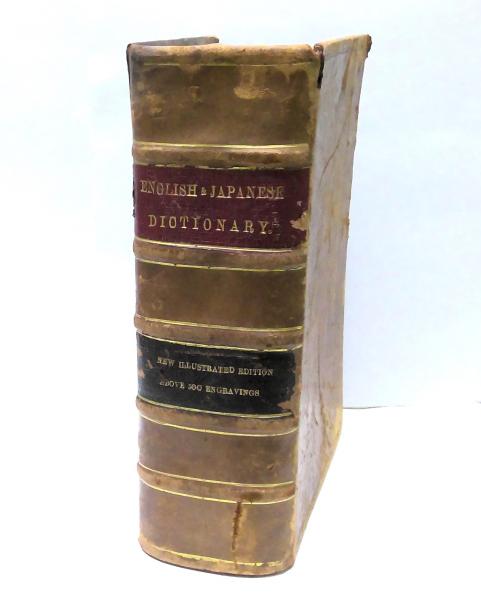 ENGLISH & JAPANESE
DICTIONARY.
NEW ILLUSTRATED EDITION
ABOVE 500 ENGRAVINGS